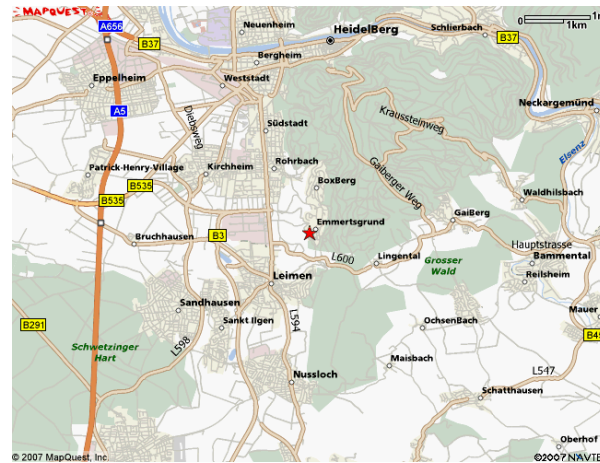 MAPQUEST
A656
B37
Neuenheim
HeidelBerg
Schlierbach
B37
1km
Bergheim
Eppelheim
Weststadt
A5
Diebsweg
Südstadt
Kraussteinweg
Neckargemünd
Elsenz
Patrick-Henry-Village
Kirchheim
Rohrbach
Gaiberger Weg
BoxBerg
B535
B535
Waldhilsbach
GaiBerg
Emmertsgrund
Bruchhausen
B3
Hauptstrasse
L600
Lingental
Grosser
Wald
Bammental
Reilsheim
Leimen
Sandhausen
Sankt Ilgen
L594
OchsenBach
Mauer
B291
Schwetzinger
Hart
L598
B45
Maisbach
L547
Nussloch
Schatthausen
Oberhof
© 2007 MapQuest, Inc.
©2007 NAVTE